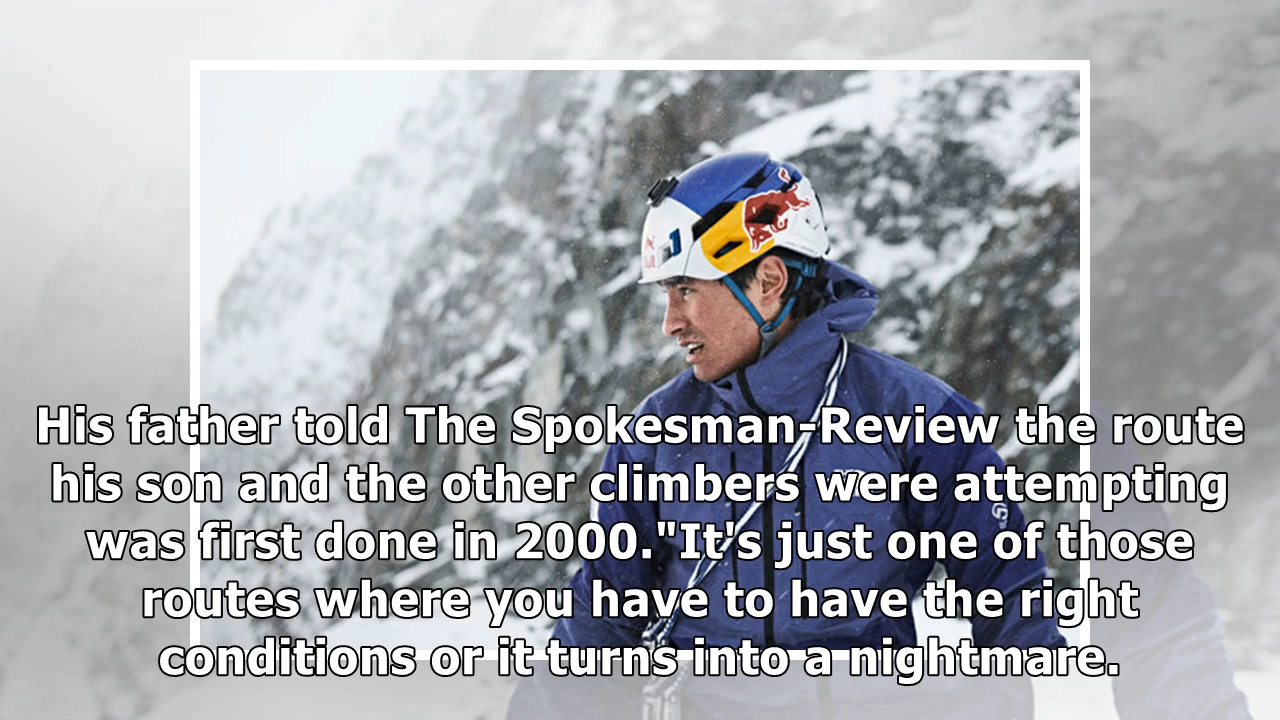 His father told The Spokesman-Review the route
his son and the other climbers were attempting
was first done in 2000."It's just one of those
routes where you have to have the right
conditions or it turns into a nightmare.